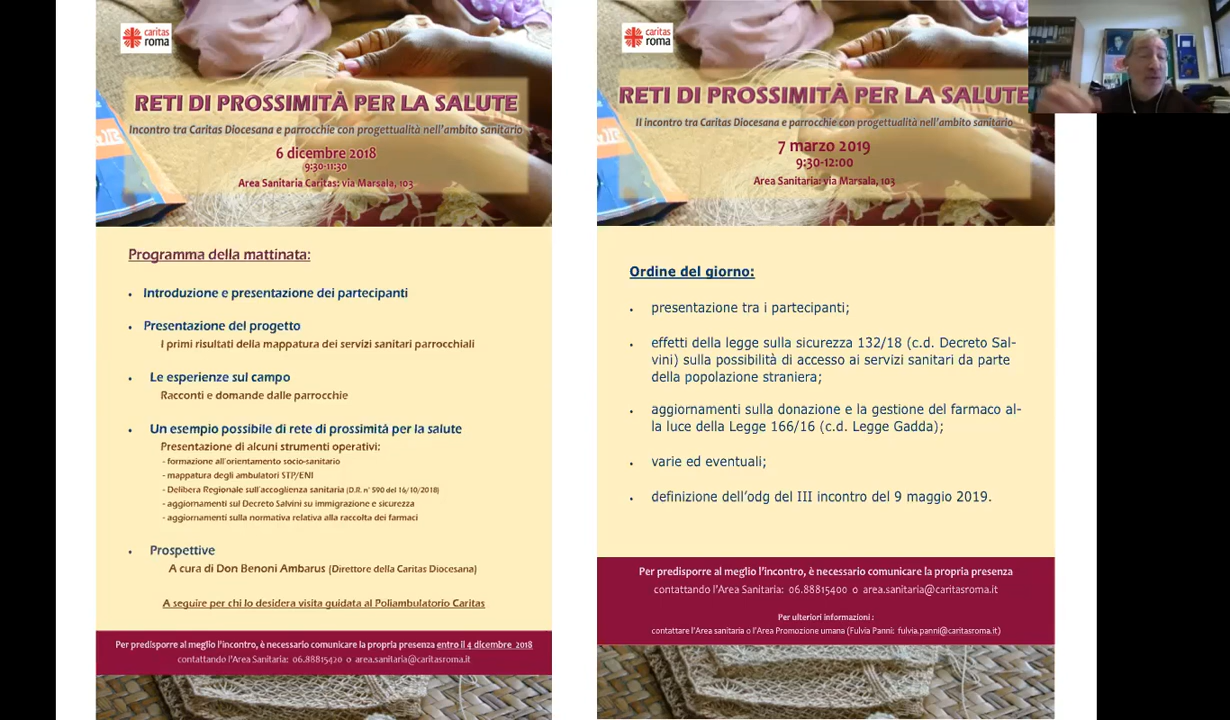 caritas
roma
RETI DI PROSSIMITÀ PER LA SALUTE
Incontro tra Caritas Diocesana e parrocchie con progettualità nell'ambito sanitario
6 dicembre 2018
9:30-11:30
Area Sanitaria Caritas: via Marsala, 103
Programma della mattinata:
• Introduzione e presentazione dei partecipanti
• Presentazione del progetto
I primi risultati della mappatura dei servizi sanitari parrocchiali
• Le esperienze sul campo
Racconti e domande dalle parrocchie
• Un esempio possibile di rete di prossimità per la salute
Presentazione di alcuni strumenti operativi:
- formazione all'orientamento socio-sanitario
- mappatura degli ambulatori STP/ENI
- Delibera Regionale sull'accoglienza sanitaria (D.R. n° 590 del 16/10/2018)
- aggiornamenti sul Decreto Salvini su immigrazione e sicurezza
- aggiornamenti sulla normativa relativa alla raccolta dei farmaci
• Prospettive
A cura di Don Benoni Ambarus (Direttore della Caritas Diocesana)
A seguire per chi lo desidera visita guidata al Poliambulatorio Caritas
Per predisporre al meglio l'incontro, è necessario comunicare la propria presenza entro il 4 dicembre 2018
contattando l'Area Sanitaria: 06.88815420 o area.sanitaria@caritasroma.it
caritas
roma
RETI DI PROSSIMITÀ PER LA SALUTE
II incontro tra Caritas Diocesana e parrocchie con progettualità nell'ambito sanitario
7 marzo 2019
9:30-12:00
Area Sanitaria: via Marsala, 103
Ordine del giorno:
• presentazione tra i partecipanti;
• effetti della legge sulla sicurezza 132/18 (c.d. Decreto Sal-
vini) sulla possibilità di accesso ai servizi sanitari da parte
della popolazione straniera;
• aggiornamenti sulla donazione e la gestione del farmaco al-
la luce della Legge 166/16 (c.d. Legge Gadda);
• varie ed eventuali;
• definizione dell'odg del III incontro del 9 maggio 2019.
Per predisporre al meglio l'incontro, è necessario comunicare la propria presenza
contattando l'Area Sanitaria: 06.88815400 o area.sanitaria@caritasroma.it
Per ulteriori informazioni :
contattare l'Area sanitaria o l'Area Promozione umana (Fulvia Panni: fulvia.panni@caritasroma.it)